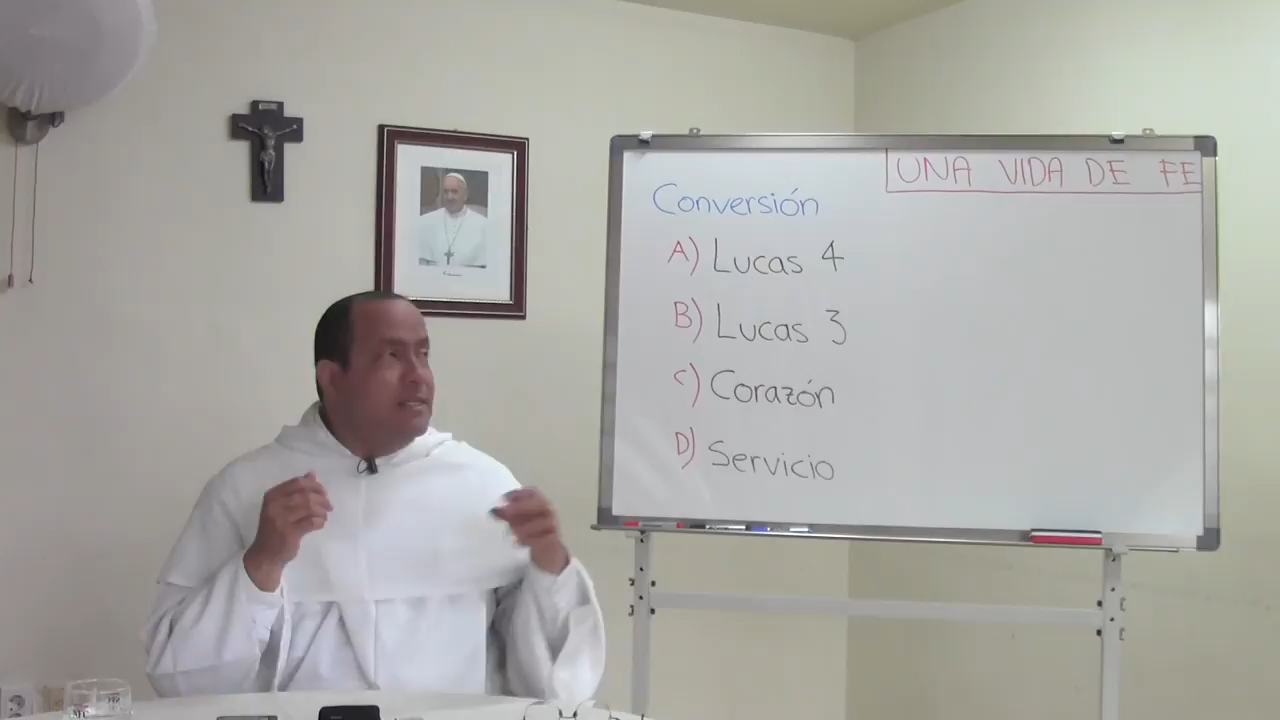 UNA VIDA DE FE
Conversión
A) Lucas 4
B) Lucas 3
C) Corazón
D) Servicio